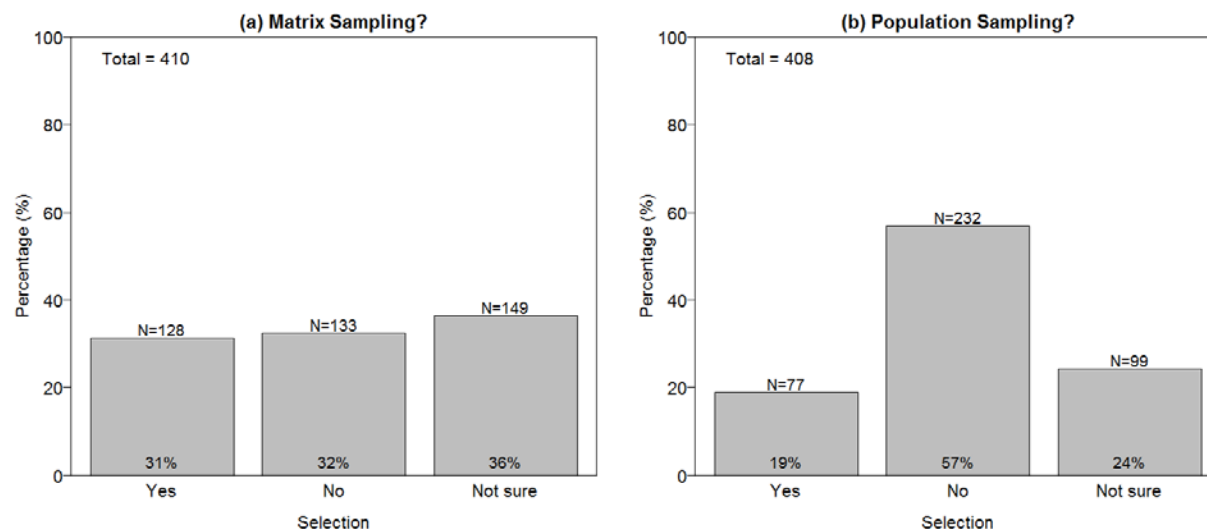 (a) Matrix Sampling?
Total = 410
Percentage (%)
100
80
60
40
20
0
N=128
N=133
N=149
31%
32%
36%
Yes
No
Not sure
Selection
(b) Population Sampling?
Total = 408
Percentage (%)
100
80
60
40
20
0
N=77
N=232
N=99
19%
57%
24%
Yes
No
Not sure
Selection